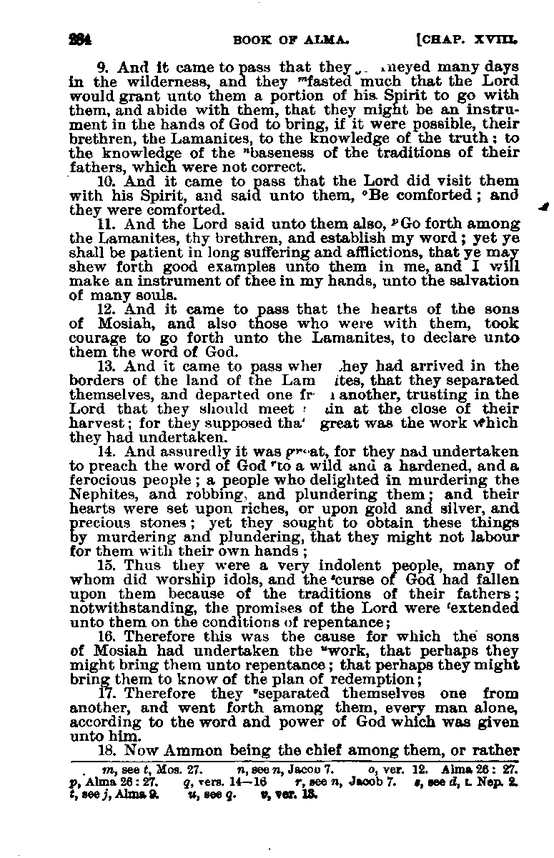 284 BOOK OF ALMA. [CHAP. XVIII.
9. And it came to pass that they neyed many days
in the wilderness, and they ᵐfasted much that the Lord
would grant unto them a portion of his Spirit to go with
them, and abide with them, that they might be an instru-
ment in the hands of God to bring, if it were possible, their
brethren, the Lamanites, to the knowledge of the truth; to
the knowledge of the ⁿbaseness of the traditions of their
fathers, which were not correct.
10. And it came to pass that the Lord did visit them
with his Spirit, and said unto them, ᵒBe comforted; and
they were comforted.
11. And the Lord said unto them also, ᵖGo forth among
the Lamanites, thy brethren, and establish my word; yet ye
shall be patient in long suffering and afflictions, that ye may
shew forth good examples unto them in me, and I will
make an instrument of thee in my hands, unto the salvation
of many souls.
12. And it came to pass that the hearts of the sons
of Mosiah, and also those who were with them, took
courage to go forth unto the Lamanites, to declare unto
them the word of God.
13. And it came to pass when they had arrived in the
borders of the land of the Lam ites, that they separated
themselves, and departed one fr another, trusting in the
Lord that they should meet in at the close of their
harvest; for they supposed that great was the work which
they had undertaken.
14. And assuredly it was great, for they had undertaken
to preach the word of God ʳto a wild and a hardened, and a
ferocious people; a people who delighted in murdering the
Nephites, and robbing, and plundering them; and their
hearts were set upon riches, or upon gold and silver, and
precious stones; yet they sought to obtain these things
by murdering and plundering, that they might not labour
for them with their own hands;
15. Thus they were a very indolent people, many of
whom did worship idols, and the ˢcurse of God had fallen
upon them because of the traditions of their fathers;
notwithstanding, the promises of the Lord were ᵗextended
unto them on the conditions of repentance;
16. Therefore this was the cause for which the sons
of Mosiah had undertaken the ᵘwork, that perhaps they
might bring them unto repentance; that perhaps they might
bring them to know of the plan of redemption;
17. Therefore they ᵛseparated themselves one from
another, and went forth among them, every man alone,
according to the word and power of God which was given
unto him.
18. Now Ammon being the chief among them, or rather
m, see t, Mos. 27. n, see n, Jacob 7. o, ver. 12. Alma 26: 27.
p, Alma 26: 27. q, vers. 14—16 r, see n, Jacob 7. s, see d, I. Nep. 2.
t, see j, Alma 9. u, see q. v, ver. 13.